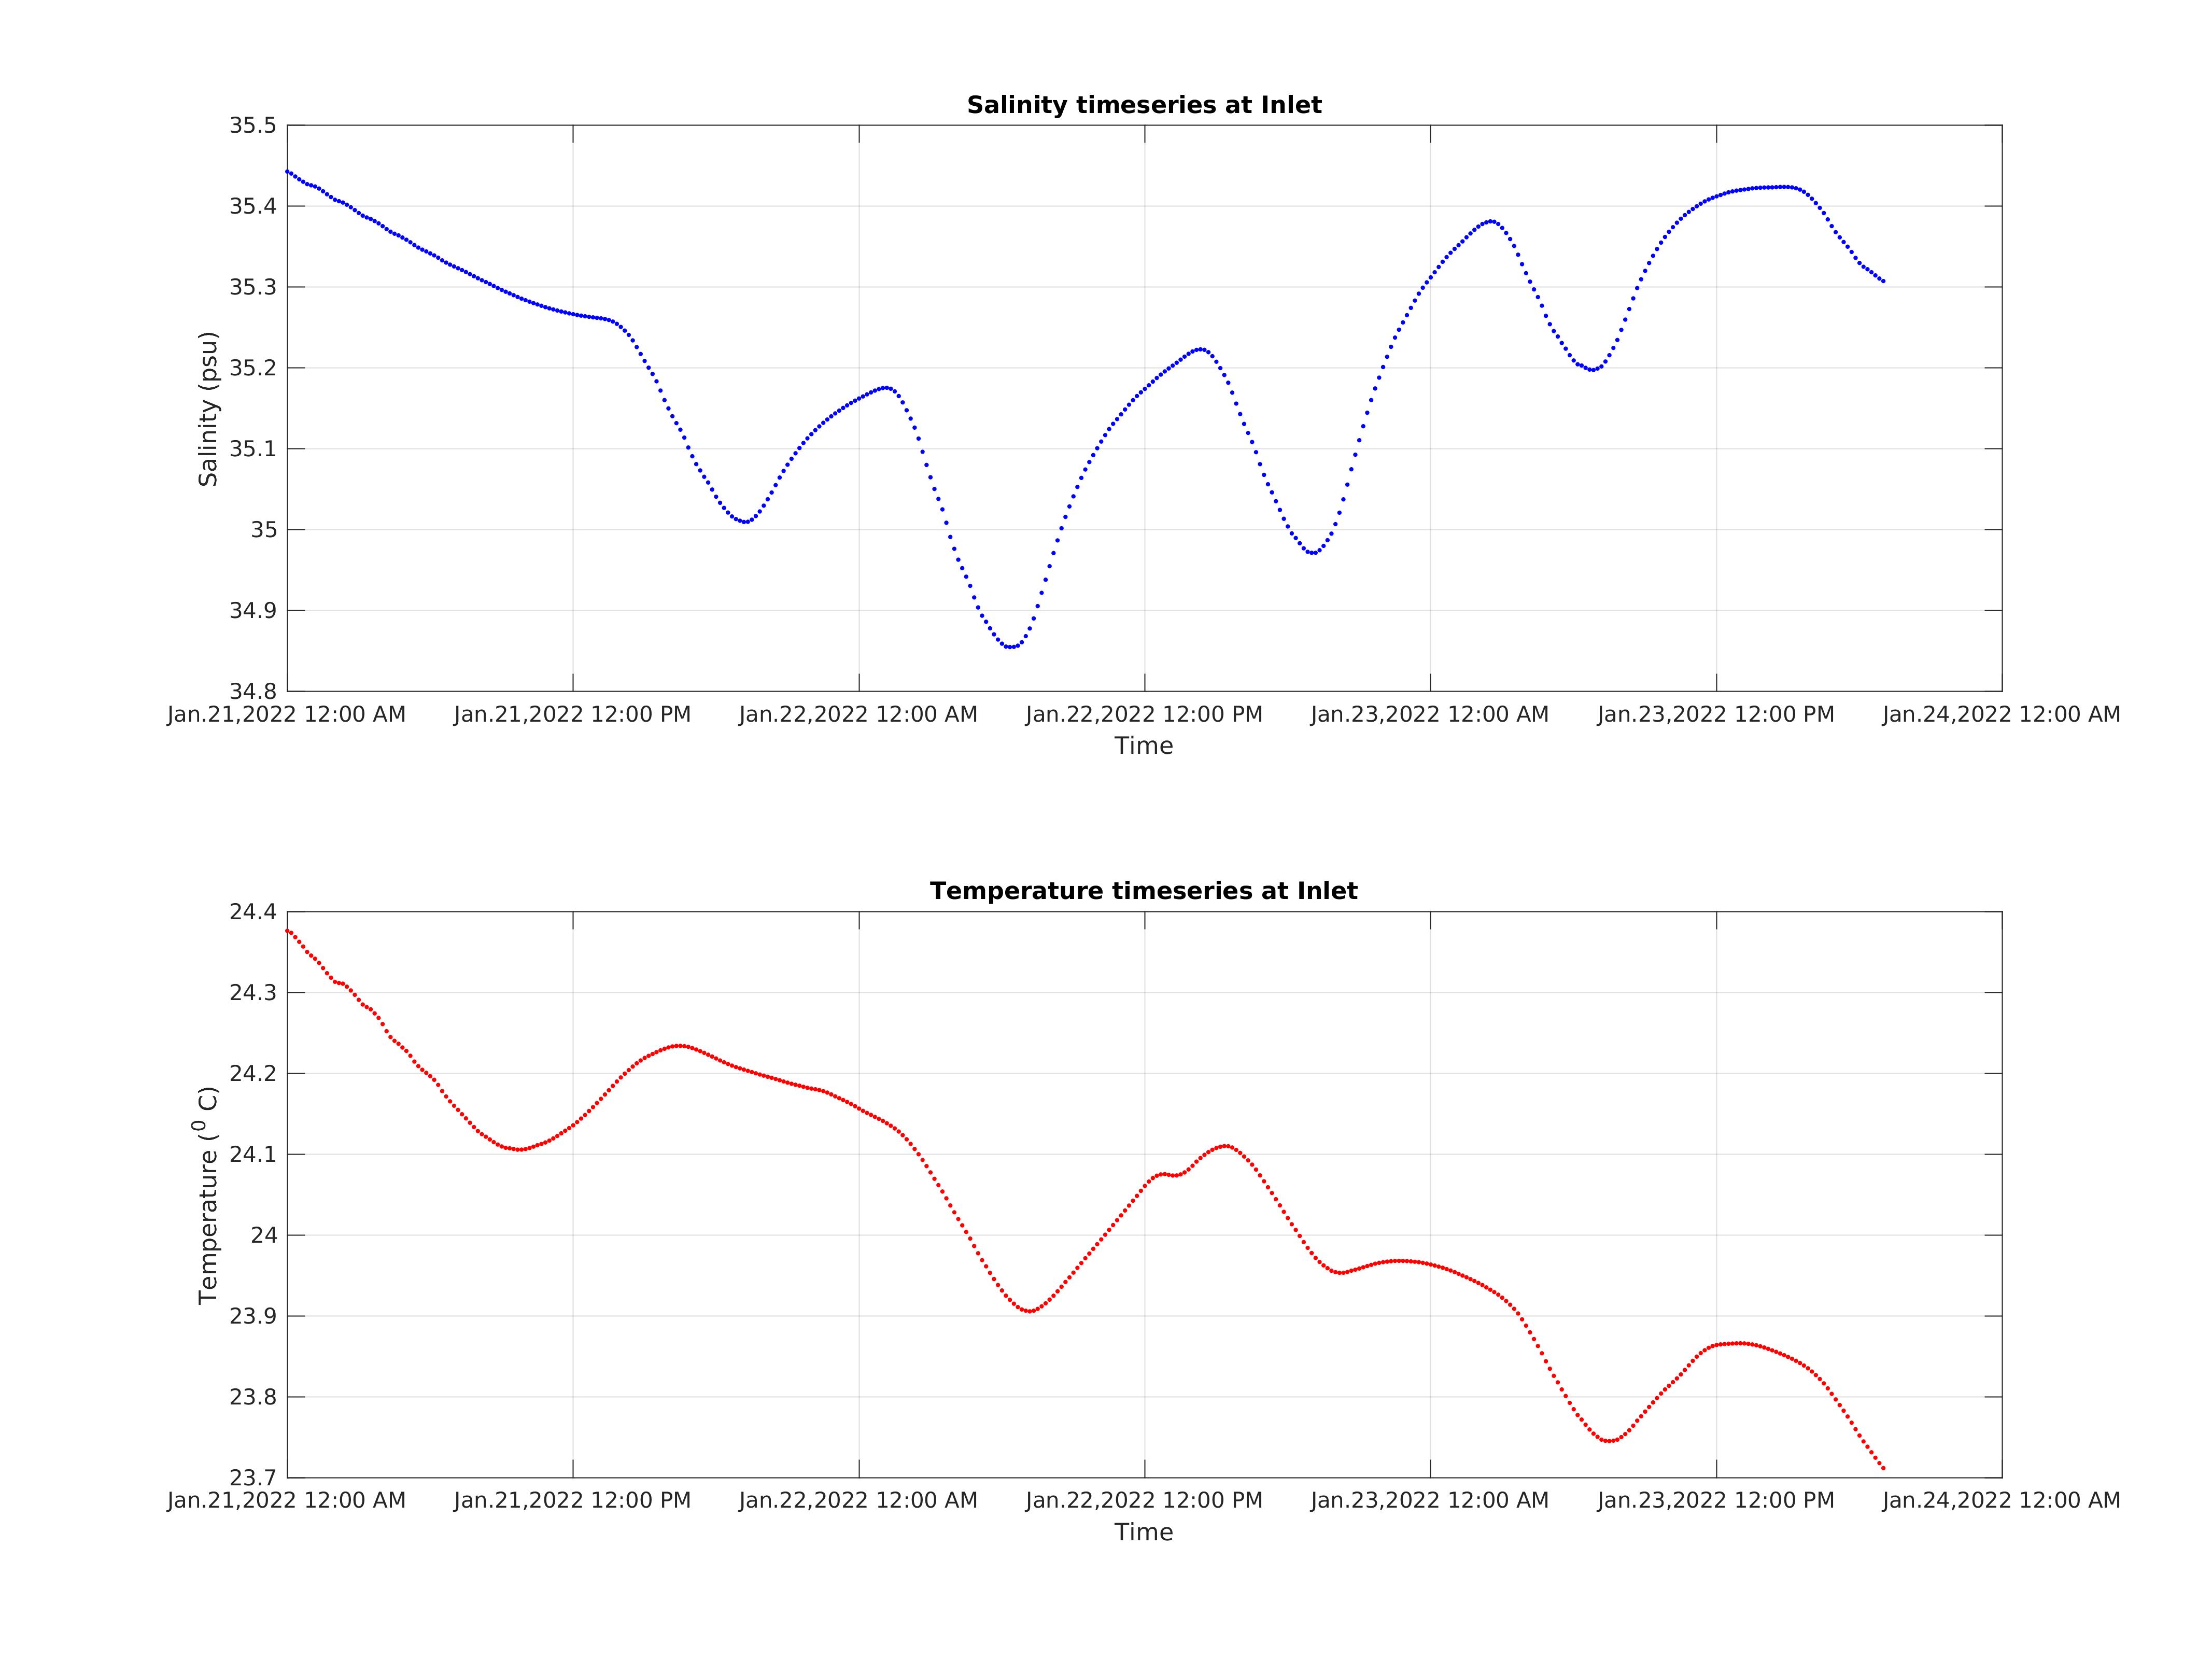 Salinity timeseries at Inlet
35.5
35.4
35.3
35.2
35.1
35
34.9
34.8
Salinity (psu)
Jan.21,2022 12:00 AM Jan.21,2022 12:00 PM Jan.22,2022 12:00 AM Jan.22,2022 12:00 PM Jan.23,2022 12:00 AM Jan.23,2022 12:00 PM Jan.24,2022 12:00 AM
Time
Temperature timeseries at Inlet
24.4
24.3
24.2
24.1
24
23.9
23.8
23.7
Temperature (⁰ C)
Jan.21,2022 12:00 AM Jan.21,2022 12:00 PM Jan.22,2022 12:00 AM Jan.22,2022 12:00 PM Jan.23,2022 12:00 AM Jan.23,2022 12:00 PM Jan.24,2022 12:00 AM
Time